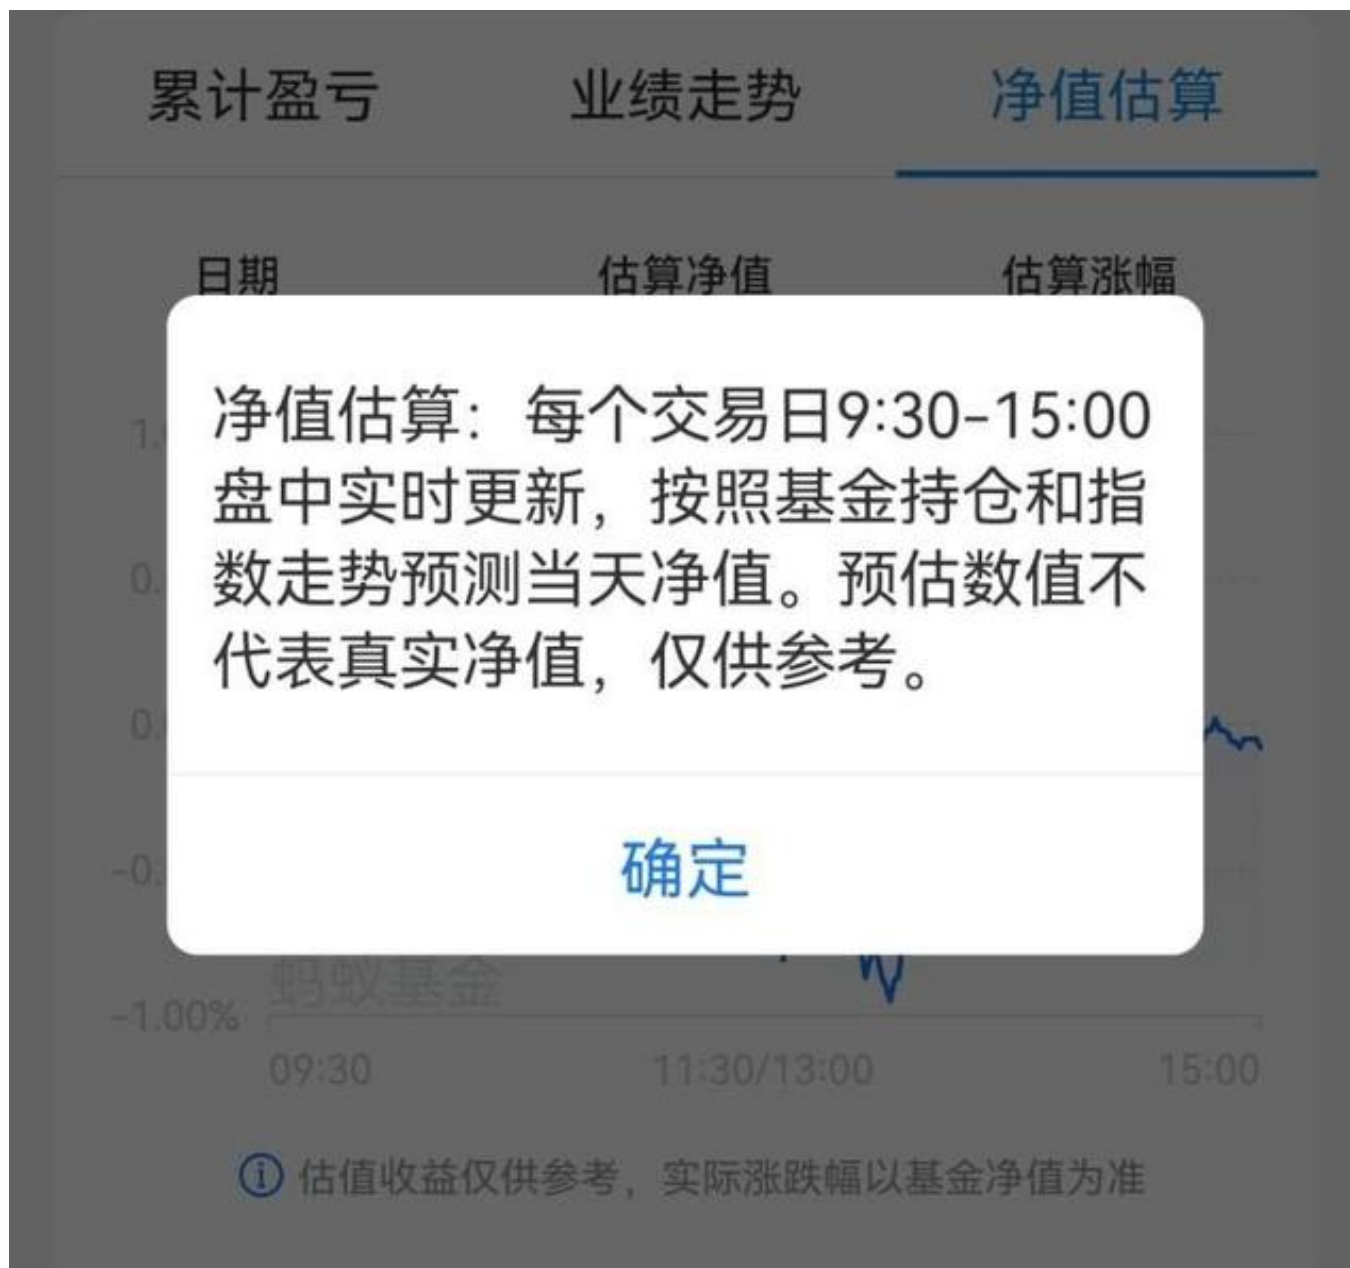 累计盈亏 业绩走势 净值估算
日期 估算净值 估算涨幅
净值估算：每个交易日9:30-15:00
盘中实时更新，按照基金持仓和指
数走势预测当天净值。预估数值不
代表真实净值，仅供参考。
确定
蚂蚁基金
-1.00%
09:30 11:30/13:00 15:00
估值收益仅供参考，实际涨跌幅以基金净值为准